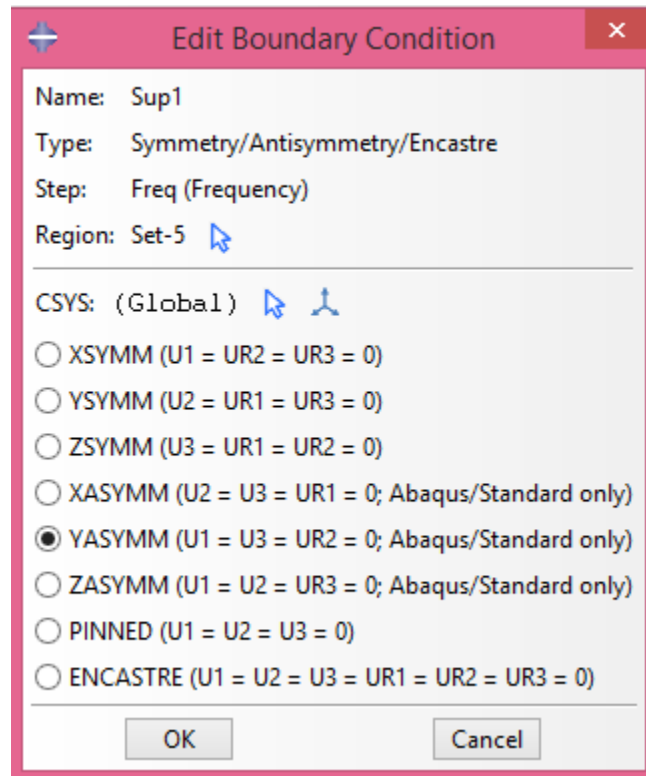 Edit Boundary Condition
Name: Sup1
Type: Symmetry/Antisymmetry/Encastre
Step: Freq (Frequency)
Region: Set-5
CSYS: (Global)
XSYMM (U1 = UR2 = UR3 = 0)
YSYMM (U2 = UR1 = UR3 = 0)
ZSYMM (U3 = UR1 = UR2 = 0)
XASYMM (U2 = U3 = UR1 = 0; Abaqus/Standard only)
YASYMM (U1 = U3 = UR2 = 0; Abaqus/Standard only)
ZASYMM (U1 = U2 = UR3 = 0; Abaqus/Standard only)
PINNED (U1 = U2 = U3 = 0)
ENCASTRE (U1 = U2 = U3 = UR1 = UR2 = UR3 = 0)
OK Cancel